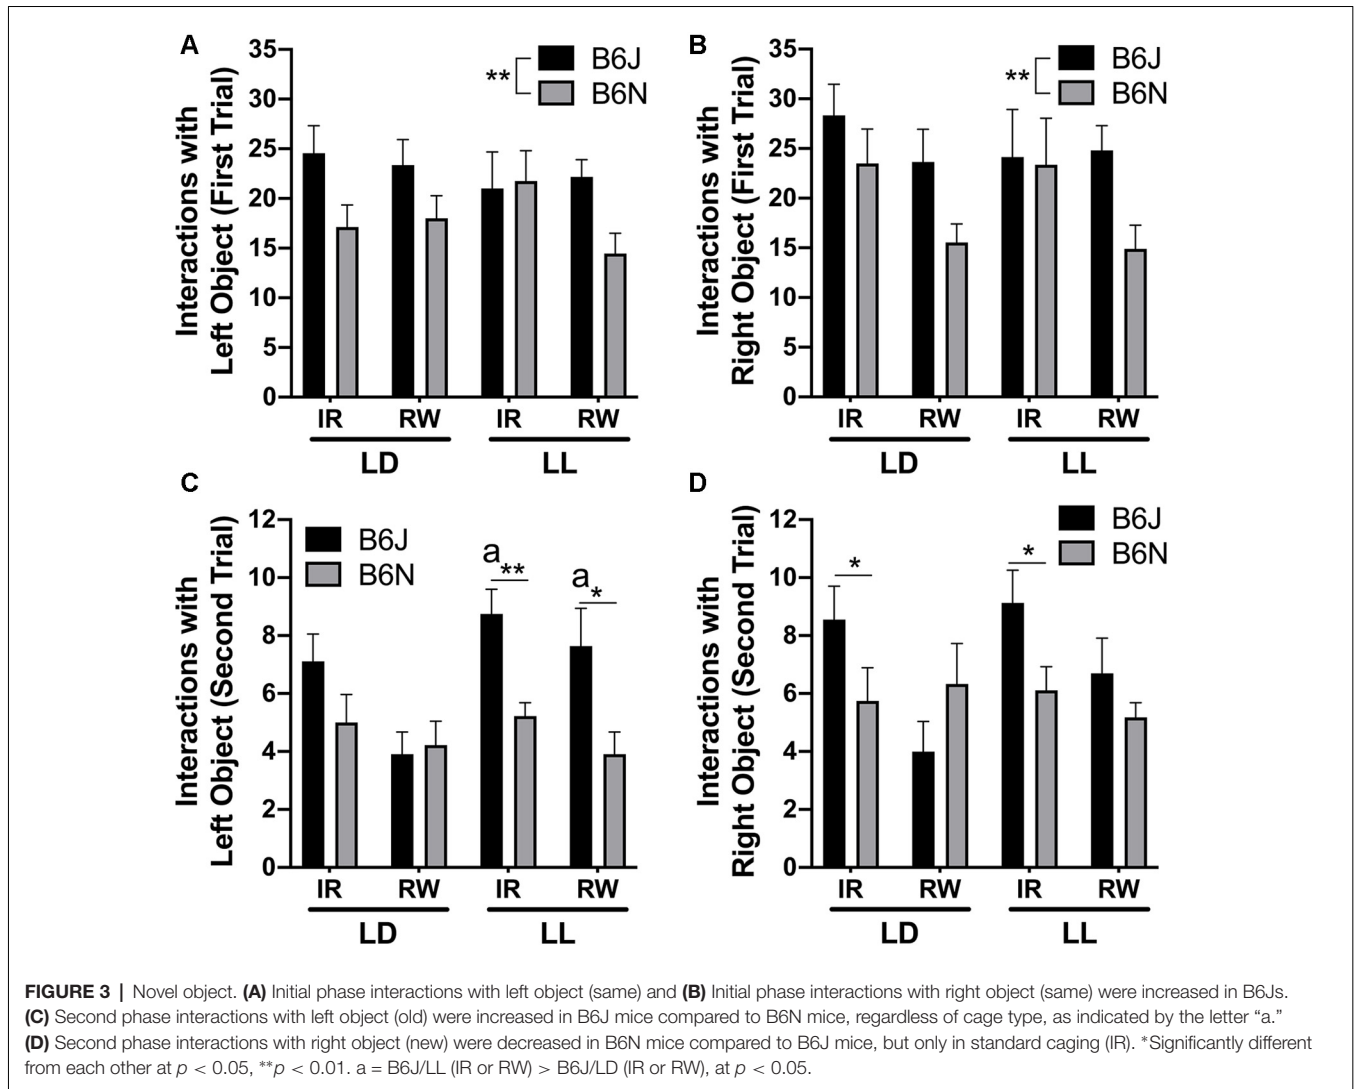 A
Interactions with
Left Object (First Trial)
35
30
25
20
15
10
5
0
** B6J
B6N
IR RW IR RW
LD LL
B
Interactions with
Right Object (First Trial)
35
30
25
20
15
10
5
0
** B6J
B6N
IR RW IR RW
LD LL
C
Interactions with
Left Object (Second Trial)
12
10
8
6
4
2
0
B6J
B6N
a ** a *
IR RW IR RW
LD LL
D
Interactions with
Right Object (Second Trial)
12
10
8
6
4
2
0
B6J
B6N
* *
IR RW IR RW
LD LL
FIGURE 3 | Novel object. (A) Initial phase interactions with left object (same) and (B) Initial phase interactions with right object (same) were increased in B6Js.
(C) Second phase interactions with left object (old) were increased in B6J mice compared to B6N mice, regardless of cage type, as indicated by the letter “a.”
(D) Second phase interactions with right object (new) were decreased in B6N mice compared to B6J mice, but only in standard caging (IR). *Significantly different
from each other at p < 0.05, **p < 0.01. a = B6J/LL (IR or RW) > B6J/LD (IR or RW), at p < 0.05.